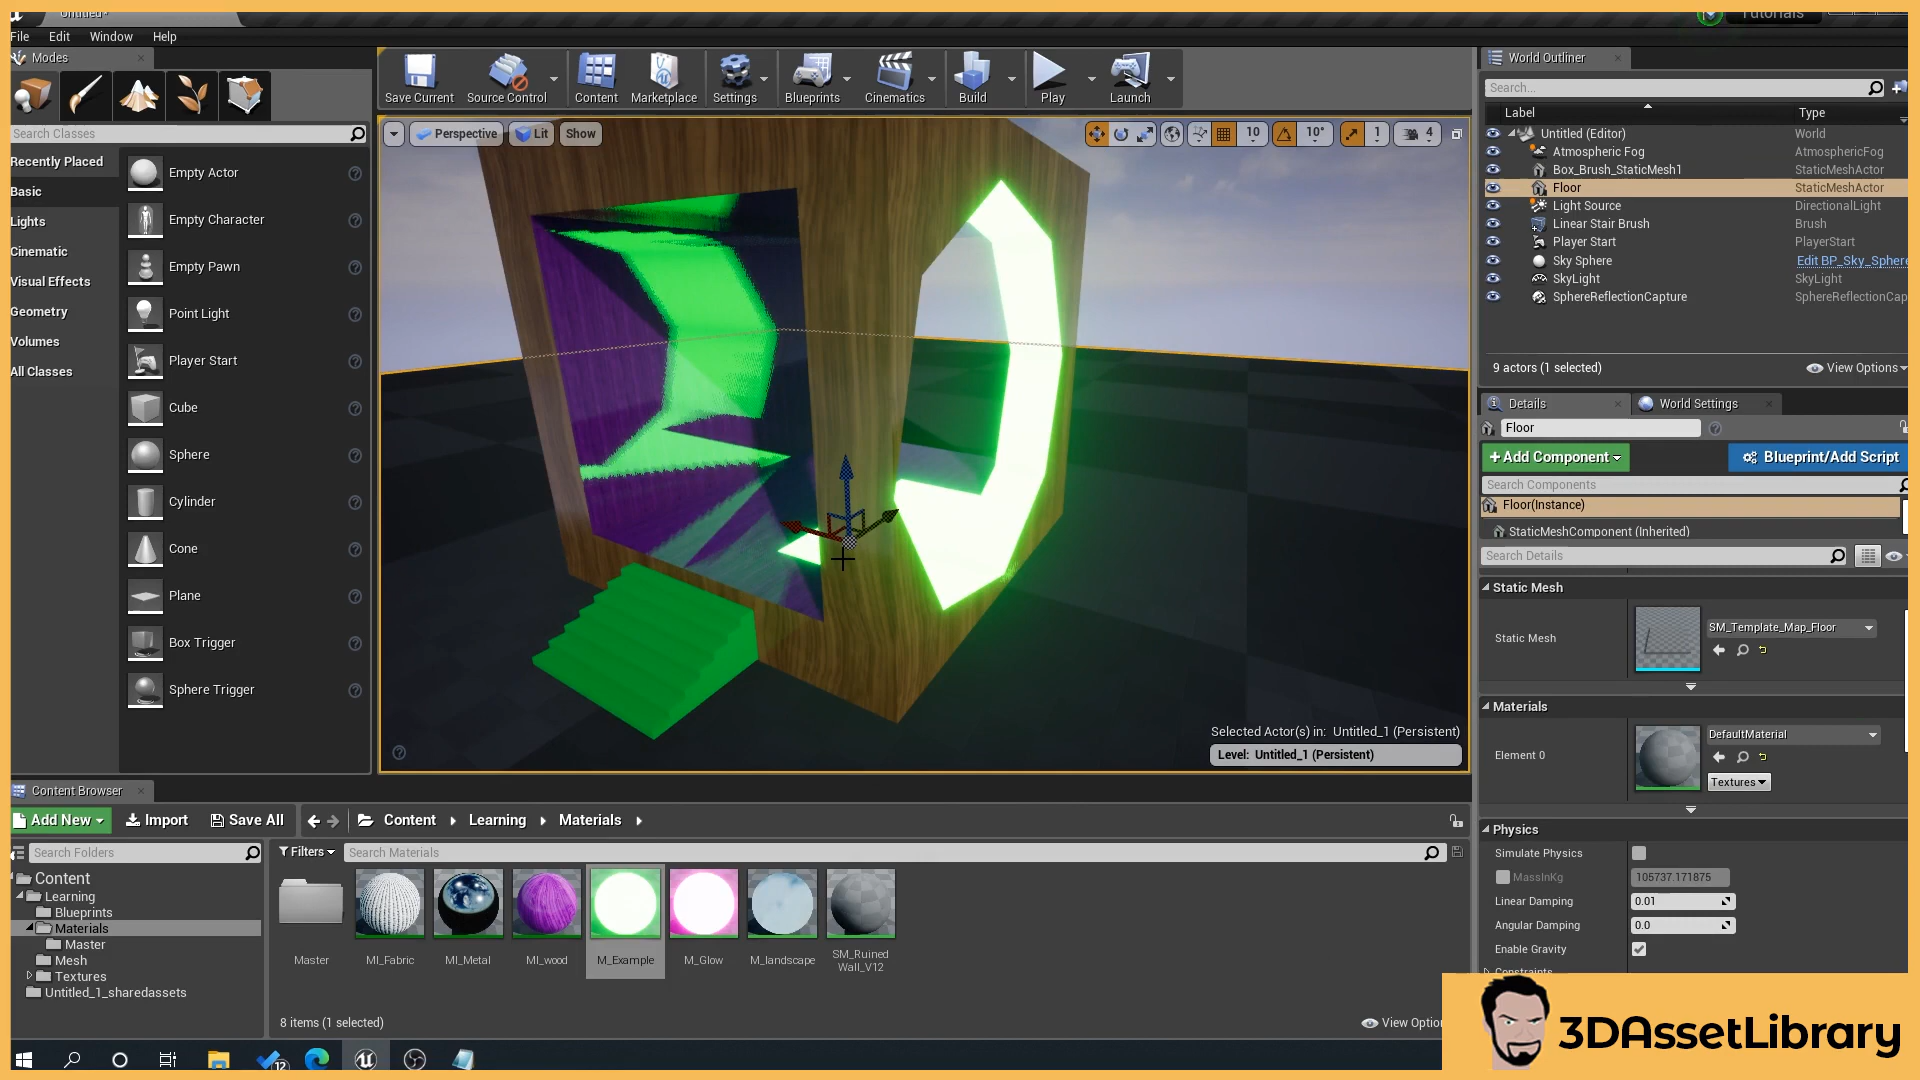 Untitled*
Tutorials
File Edit Window Help
Modes
Search Classes
Recently Placed
Basic
Lights
Cinematic
Visual Effects
Geometry
Volumes
All Classes
Empty Actor
Empty Character
Empty Pawn
Point Light
Player Start
Cube
Sphere
Cylinder
Cone
Plane
Box Trigger
Sphere Trigger
Save Current Source Control Content Marketplace Settings Blueprints Cinematics Build Play Launch
Perspective Lit Show
10 10° 1 4
Selected Actor(s) in: Untitled_1 (Persistent)
Level: Untitled_1 (Persistent)
World Outliner
Search...
Label Type
Untitled (Editor) World
Atmospheric Fog AtmosphericFog
Box_Brush_StaticMesh1 StaticMeshActor
Floor StaticMeshActor
Light Source DirectionalLight
Linear Stair Brush Brush
Player Start PlayerStart
Sky Sphere Edit BP_Sky_Sphere
SkyLight SkyLight
SphereReflectionCapture SphereReflectionCap
9 actors (1 selected) View Options
Details World Settings
Floor
+Add Component Blueprint/Add Script
Search Components
Floor(Instance)
StaticMeshComponent (Inherited)
Search Details
Static Mesh
Static Mesh SM_Template_Map_Floor
Materials
Element 0 DefaultMaterial
Textures
Physics
Simulate Physics
MassInKg 105737.171875
Linear Damping 0.01
Angular Damping 0.0
Enable Gravity
Constraints
Content Browser
Add New Import Save All Content Learning Materials
Search Folders
Content
Learning
Blueprints
Materials
Master
Mesh
Textures
Untitled_1_sharedassets
Filters Search Materials
Master MI_Fabric MI_Metal MI_wood M_Example M_Glow M_landscape SM_Ruined
Wall_V12
8 items (1 selected) View Optio
12
3DAssetLibrary